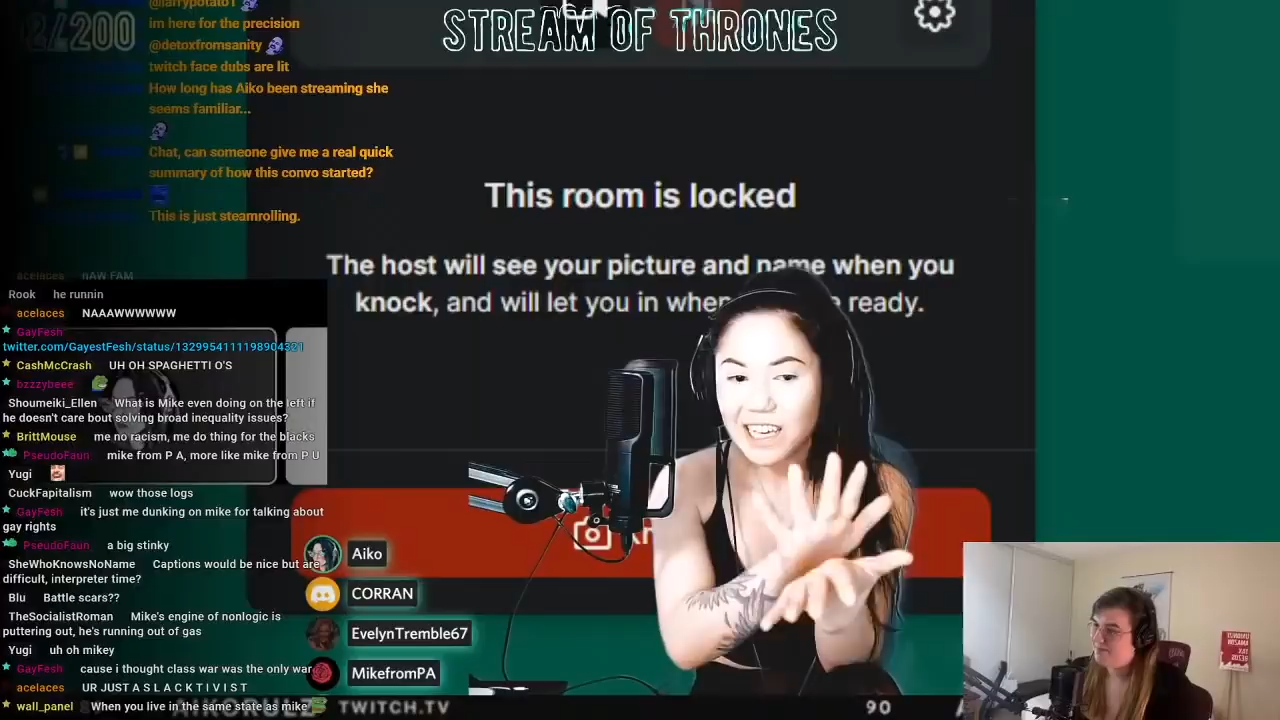 STREAM OF THRONES
2/200
@larrypotato1
im here for the precision
@detoxfromsanity
twitch face dubs are lit
How long has Aiko been streaming she
seems familiar...
Chat, can someone give me a real quick
summary of how this convo started?
This is just steamrolling.
This room is locked
The host will see your picture and name when you
knock, and will let you in when ready.
acelaces NAW FAM
Rook he runnin
acelaces NAAAWWWWWW
GayFesh
twitter.com/GayestFesh/status/1329954111198904321
CashMcCrash UH OH SPAGHETTI O'S
bzzzybeee
Shoumeiki_Ellen What is Mike even doing on the left if
he doesn't care bout solving broad inequality issues?
BrittMouse me no racism, me do thing for the blacks
PseudoFaun mike from P A, more like mike from P U
Yugi
CuckFapitalism wow those logs
GayFesh it's just me dunking on mike for talking about
gay rights
PseudoFaun a big stinky
SheWhoKnowsNoName Captions would be nice but are
difficult, interpreter time?
Blu Battle scars??
TheSocialistRoman Mike's engine of nonlogic is
puttering out, he's running out of gas
Yugi uh oh mikey
GayFesh cause i thought class war was the only war
acelaces UR JUST A S L A C K T I V I S T
wall_panel When you live in the same state as mike
Aiko
CORRAN
EvelynTremble67
MikefromPA
TWITCH.TV
90